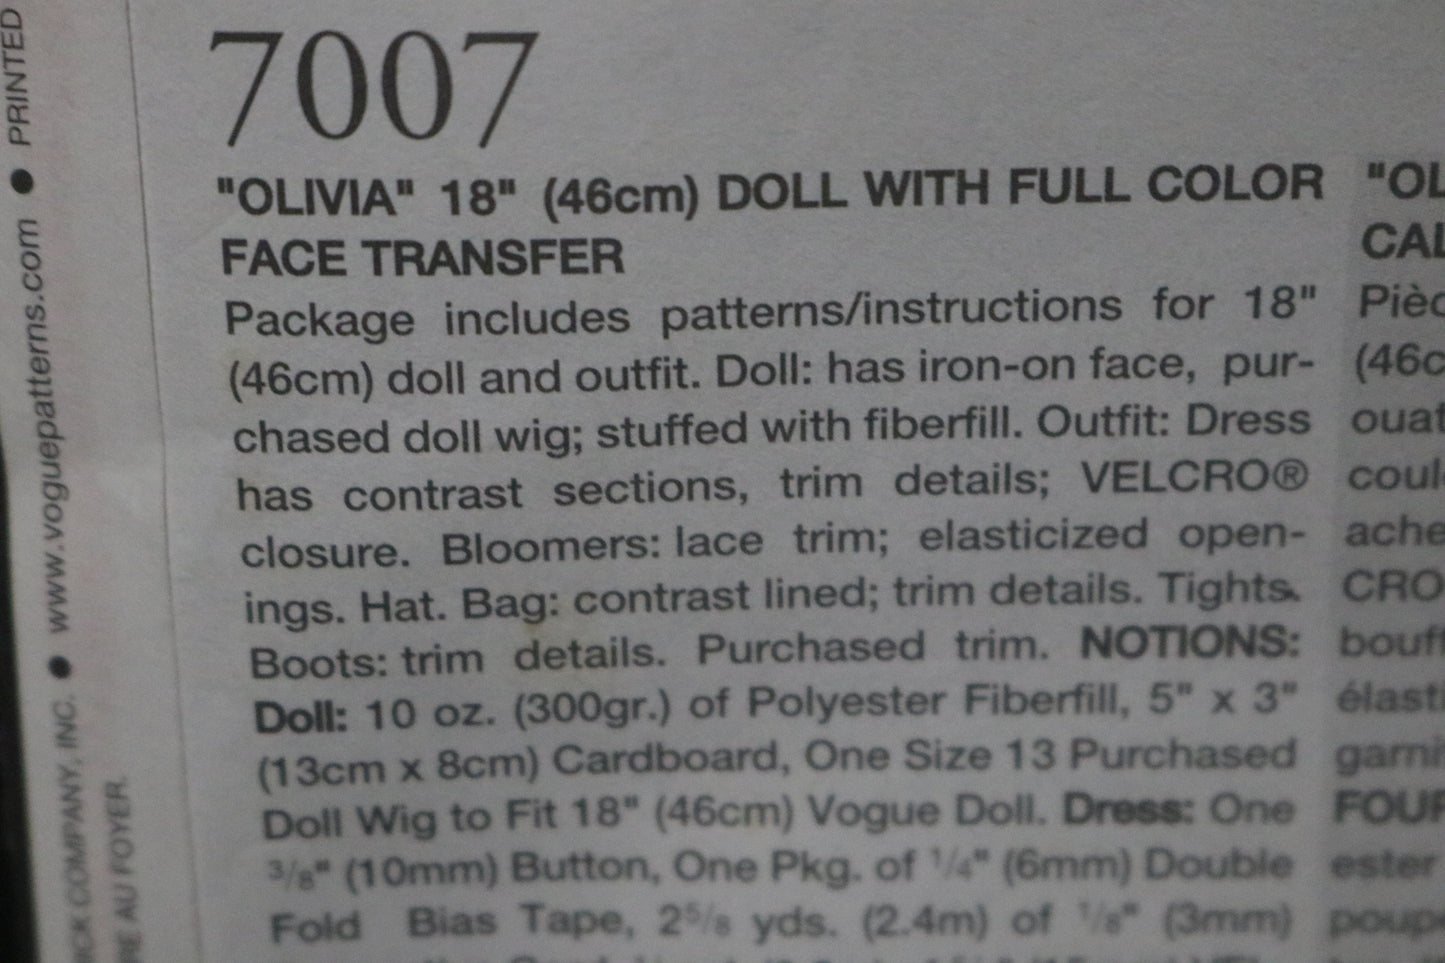 7007
"OLIVIA" 18" (46cm) DOLL WITH FULL COLOR
FACE TRANSFER
Package includes patterns/instructions for 18"
(46cm) doll and outfit. Doll: has iron-on face, pur-
chased doll wig; stuffed with fiberfill. Outfit: Dress
has contrast sections, trim details; VELCRO®
closure. Bloomers: lace trim; elasticized open-
ings. Hat. Bag: contrast lined; trim details. Tights.
Boots: trim details. Purchased trim. NOTIONS:
Doll: 10 oz. (300gr.) of Polyester Fiberfill, 5" x 3"
(13cm x 8cm) Cardboard, One Size 13 Purchased
Doll Wig to Fit 18" (46cm) Vogue Doll. Dress: One
3/8" (10mm) Button, One Pkg. of 1/4" (6mm) Double
Fold Bias Tape, 2 5/8 yds. (2.4m) of 1/8" (3mm)
"OL
CAL
Pièc
(46c
ouat
coul
ache
CRO
bouff
élasti
garni
FOUR
ester
poup
COMPANY, INC. ● www.voguepatterns.com ● PRINTED
AU FOYER